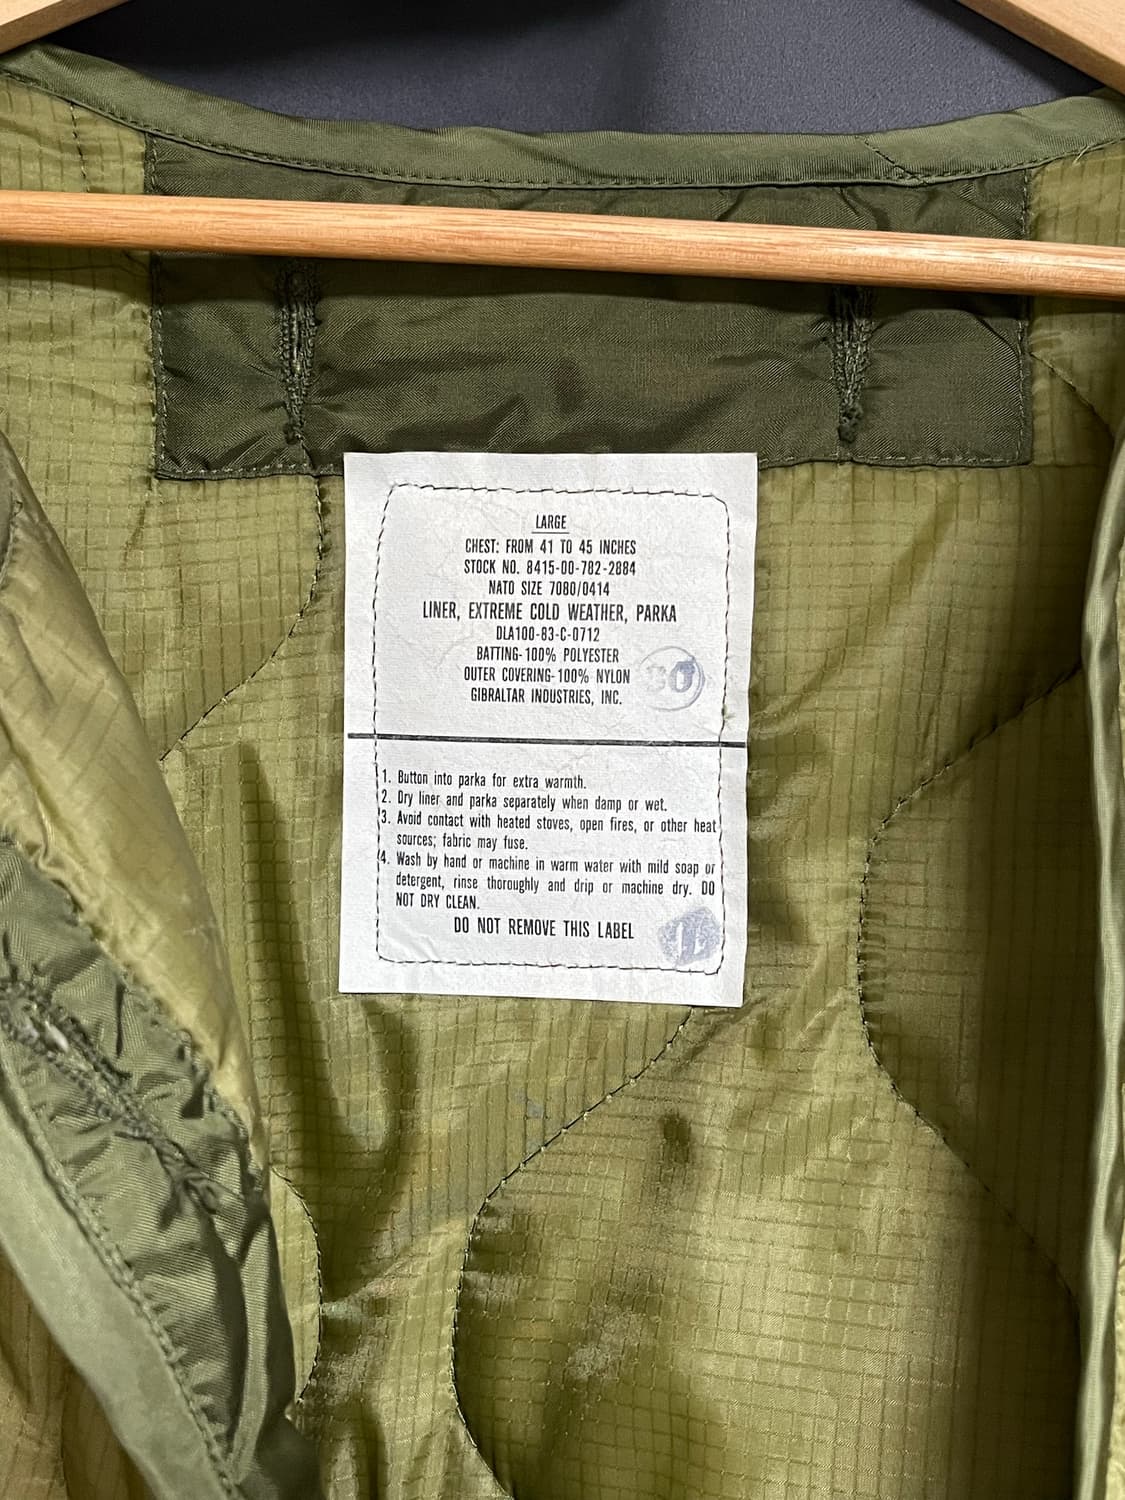 LARGE
CHEST: FROM 41 TO 45 INCHES
STOCK NO. 8415-00-782-2884
NATO SIZE 7080/0414
LINER, EXTREME COLD WEATHER, PARKA
DLA100-83-C-0712
BATTING-100% POLYESTER
OUTER COVERING-100% NYLON
GIBRALTAR INDUSTRIES, INC.
1. Button into parka for extra warmth.
2. Dry liner and parka separately when damp or wet.
3. Avoid contact with heated stoves, open fires, or other heat
sources; fabric may fuse.
4. Wash by hand or machine in warm water with mild soap or
detergent, rinse thoroughly and drip or machine dry. DO
NOT DRY CLEAN.
DO NOT REMOVE THIS LABEL